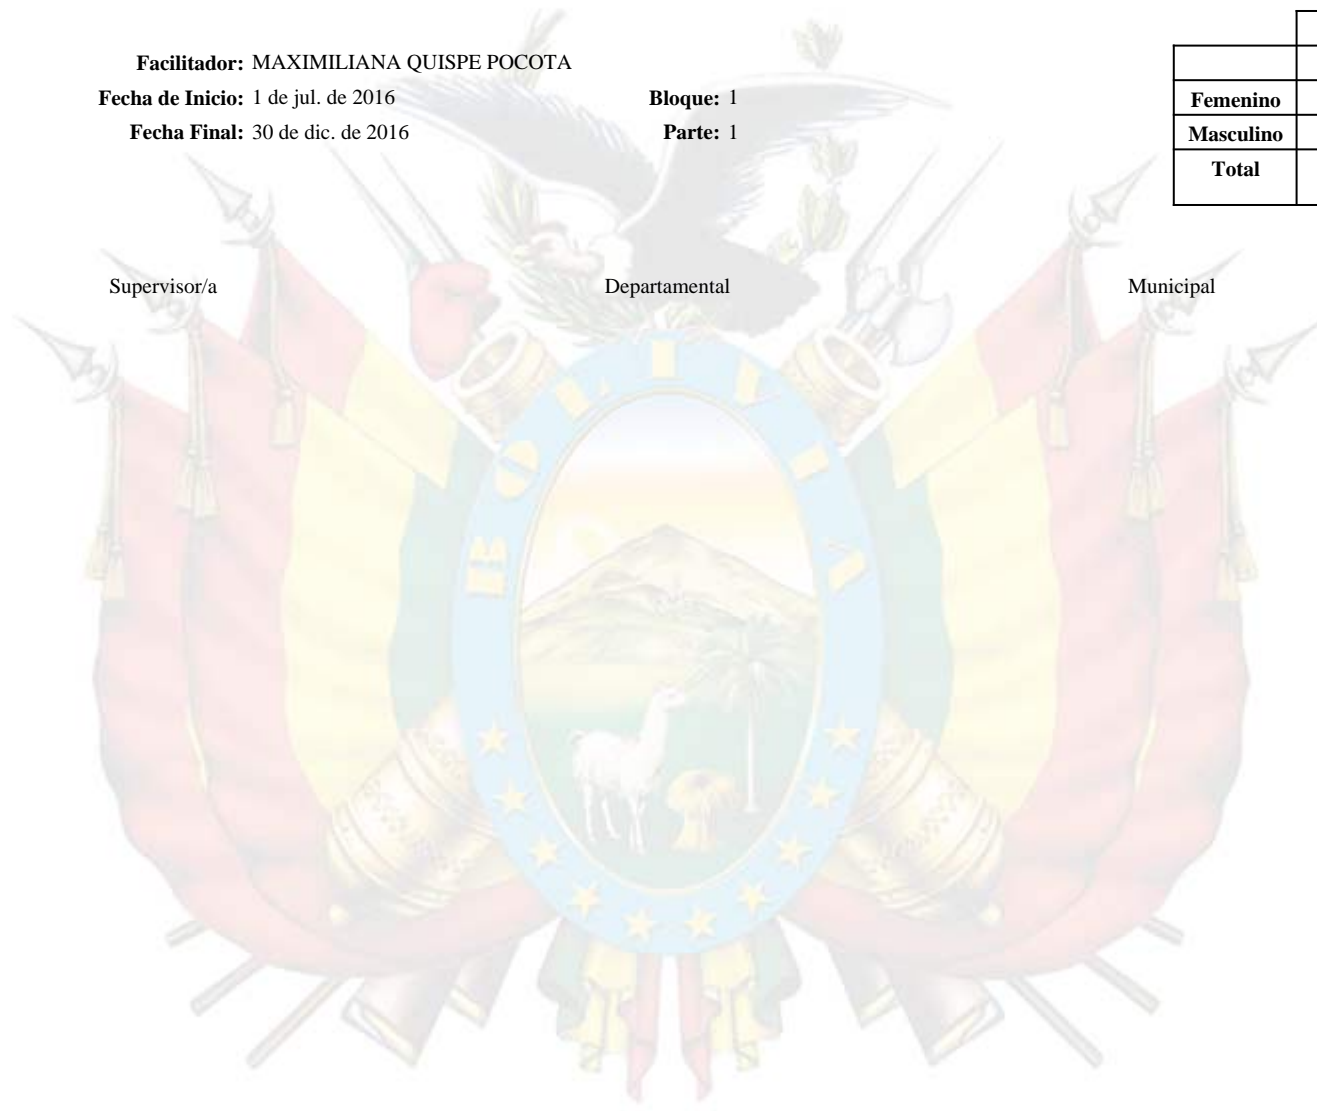 Facilitador: MAXIMILIANA QUISPE POCOTA
Fecha de Inicio: 1 de jul. de 2016 Bloque: 1
Fecha Final: 30 de dic. de 2016 Parte: 1
Femenino
Masculino
Total
Supervisor/a Departamental Municipal
BOLIVIA